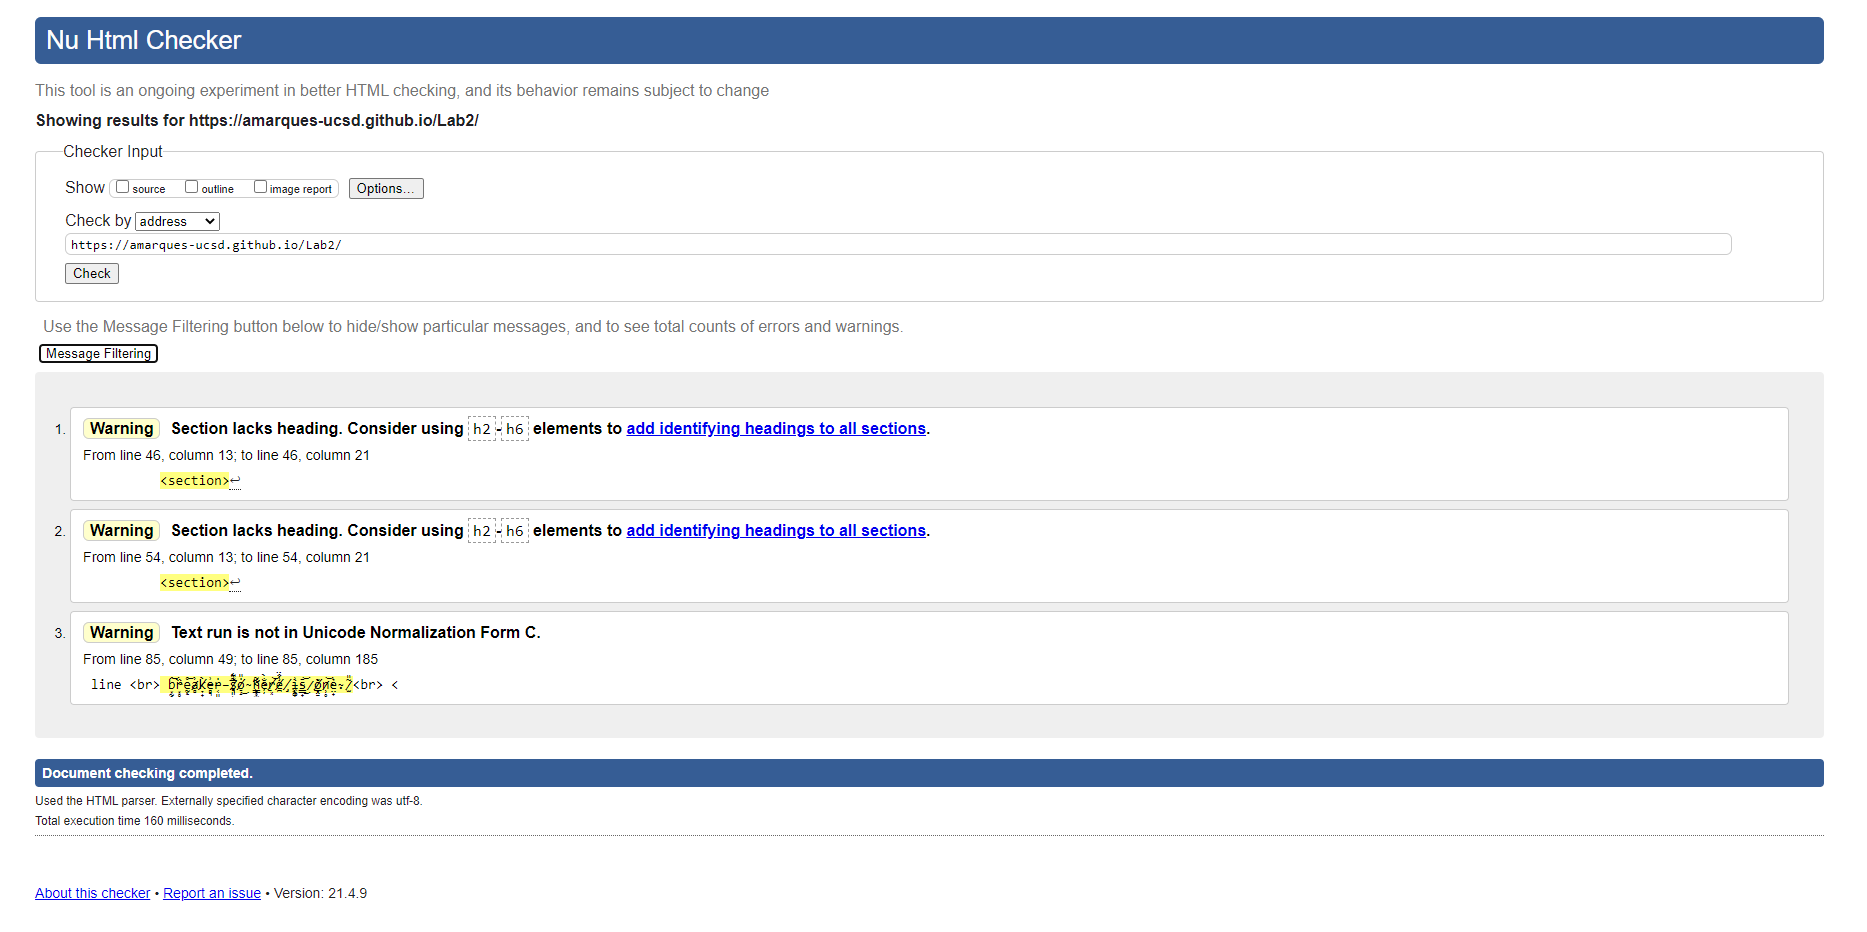 Nu Html Checker
This tool is an ongoing experiment in better HTML checking, and its behavior remains subject to change
Showing results for https://amarques-ucsd.github.io/Lab2/
Checker Input
Show source outline image report Options...
Check by address
https://amarques-ucsd.github.io/Lab2/
Check
Use the Message Filtering button below to hide/show particular messages, and to see total counts of errors and warnings.
Message Filtering
1. Warning Section lacks heading. Consider using h2-h6 elements to add identifying headings to all sections.
From line 46, column 13; to line 46, column 21
<section>↩
2. Warning Section lacks heading. Consider using h2-h6 elements to add identifying headings to all sections.
From line 54, column 13; to line 54, column 21
<section>↩
3. Warning Text run is not in Unicode Normalization Form C.
From line 85, column 49; to line 85, column 185
line <br> <br> <
Document checking completed.
Used the HTML parser. Externally specified character encoding was utf-8.
Total execution time 160 milliseconds.
About this checker • Report an issue • Version: 21.4.9